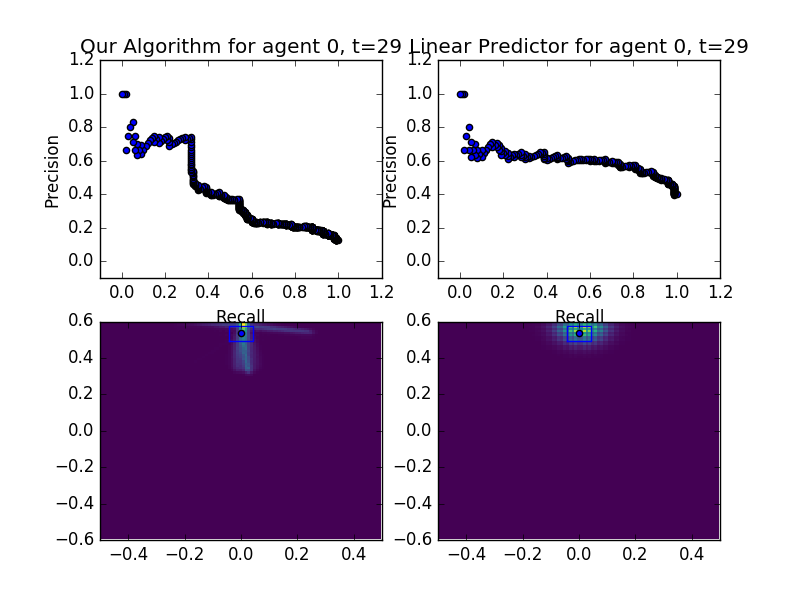 Our Algorithm for agent 0, t=29
Linear Predictor for agent 0, t=29
1.2
1.0
0.8
0.6
0.4
0.2
0.0
Precision
0.0 0.2 0.4 0.6 0.8 1.0 1.2
Recall
1.2
1.0
0.8
0.6
0.4
0.2
0.0
Precision
0.0 0.2 0.4 0.6 0.8 1.0 1.2
Recall
0.6
0.4
0.2
0.0
−0.2
−0.4
−0.6
−0.4 −0.2 0.0 0.2 0.4
0.6
0.4
0.2
0.0
−0.2
−0.4
−0.6
−0.4 −0.2 0.0 0.2 0.4